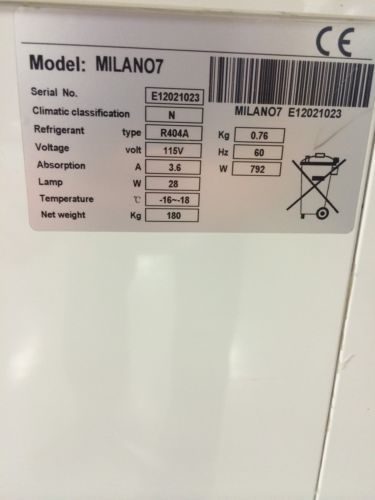 CE
Model: MILANO7
MILANO7 E12021023
Serial No. E12021023
Climatic classification N
Refrigerant type R404A Kg 0.76
Voltage volt 115V Hz 60
Absorption A 3.6 W 792
Lamp W 28
Temperature ℃ -16~-18
Net weight Kg 180